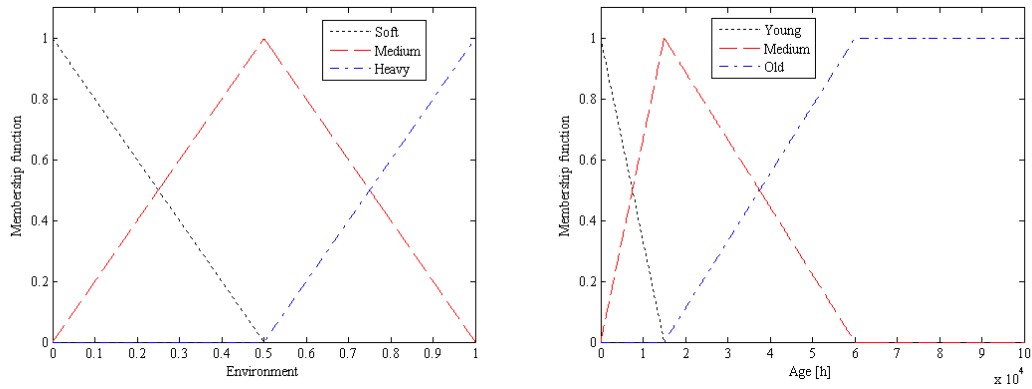 Membership function
1
0.8
0.6
0.4
0.2
0
Soft
Medium
Heavy
0 0.1 0.2 0.3 0.4 0.5 0.6 0.7 0.8 0.9 1
Environment
Membership function
1
0.8
0.6
0.4
0.2
0
Young
Medium
Old
0 1 2 3 4 5 6 7 8 9 10
Age [h]
x 10^4